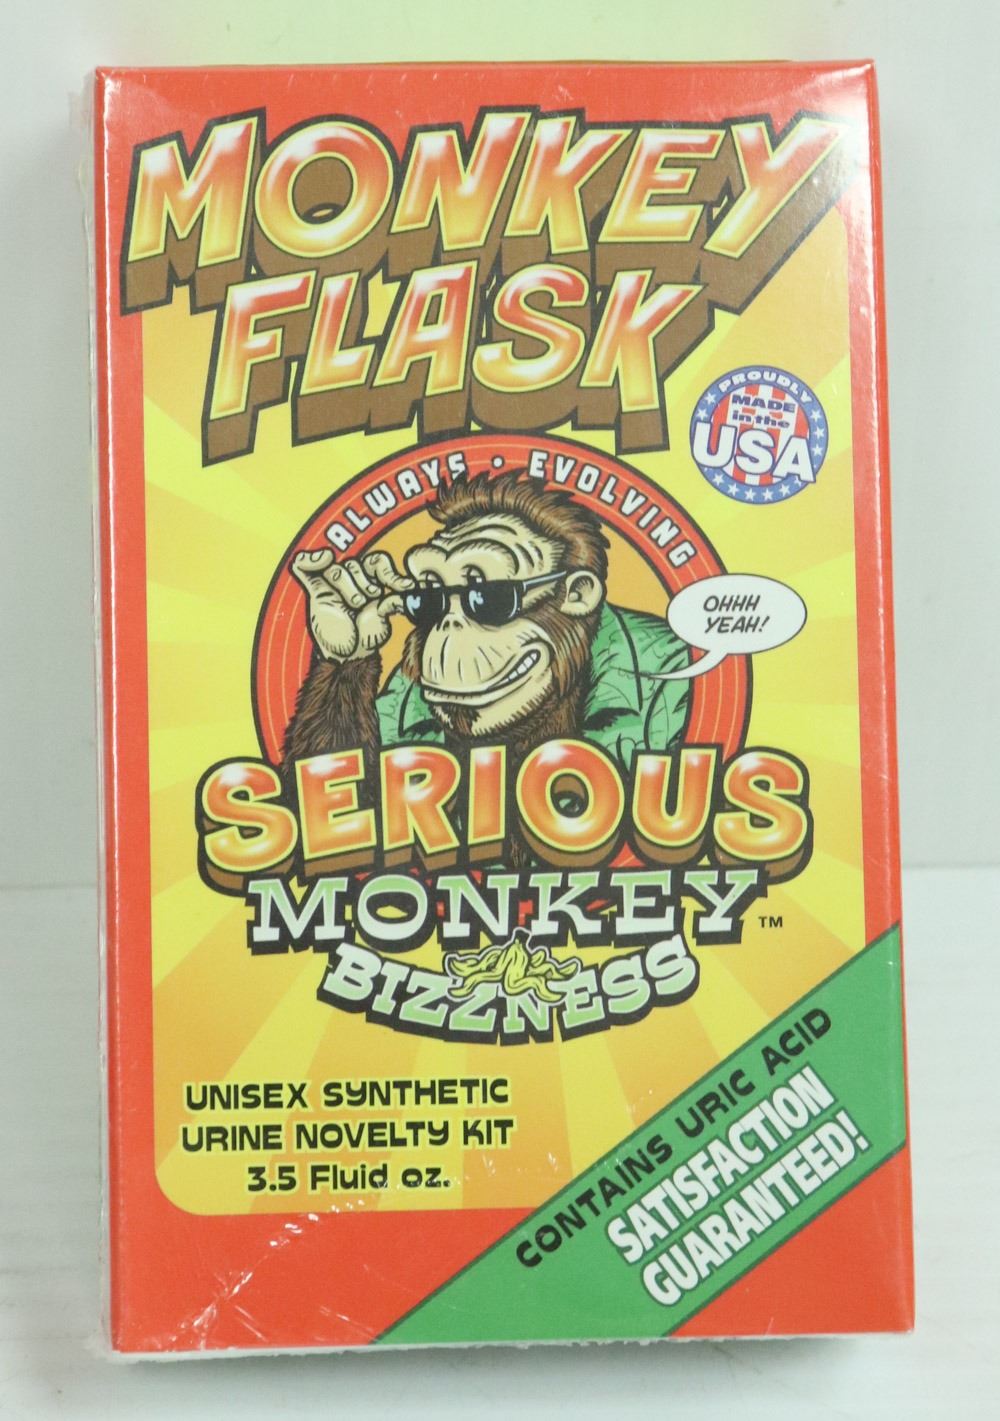 MONKEY
FLASK
PROUDLY
MADE
in the
USA
ALWAYS • EVOLVING
OHHH
YEAH!
SERIOUS
MONKEY™
BIZZNESS
UNISEX SYNTHETIC
URINE NOVELTY KIT
3.5 Fluid oz.
CONTAINS URIC ACID
SATISFACTION
GUARANTEED!